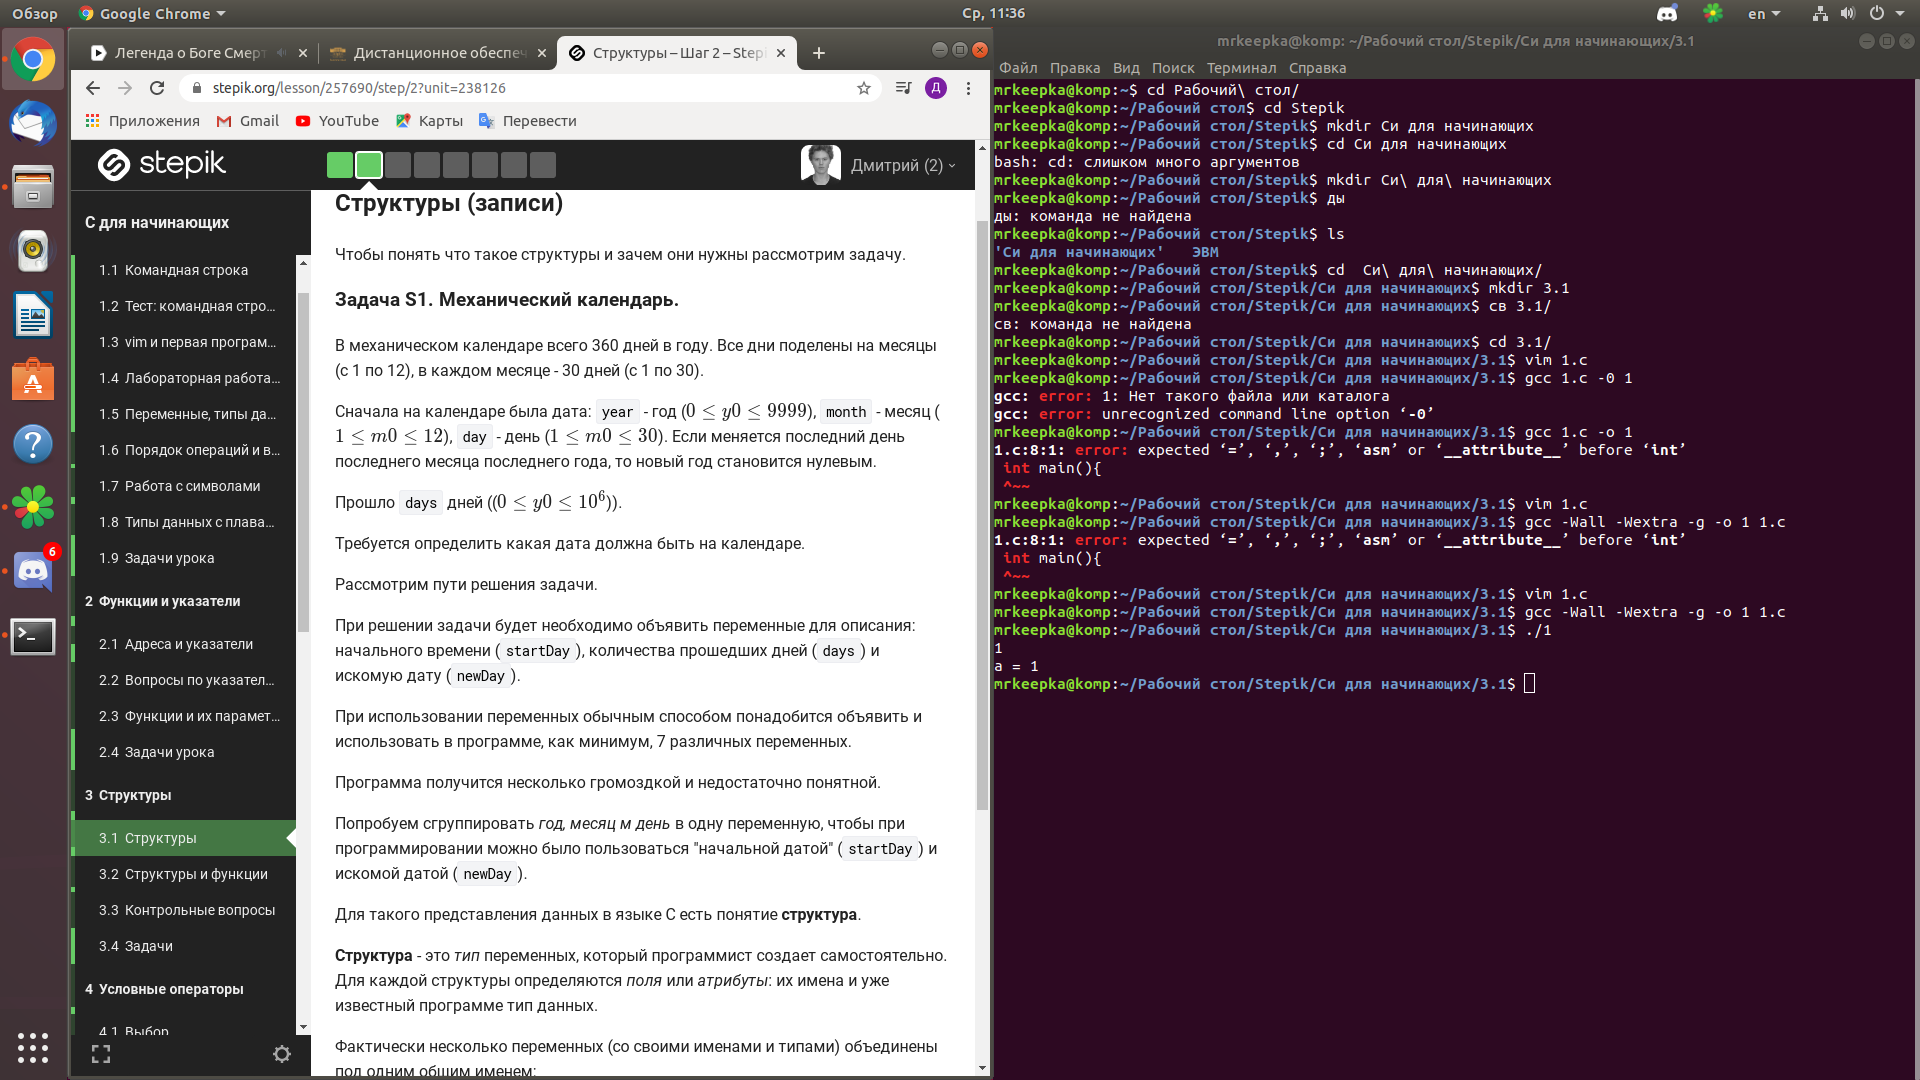 Обзор
Google Chrome
Ср, 11:36
en
Легенда о Боге Смерт
Дистанционное обеспеч
Структуры – Шаг 2 – Stepi
stepik.org/lesson/257690/step/2?unit=238126
Д
Приложения
Gmail
YouTube
Карты
Перевести
stepik
Дмитрий (2)
С для начинающих
1.1 Командная строка
1.2 Тест: командная стро...
1.3 vim и первая програм...
1.4 Лабораторная работа...
1.5 Переменные, типы да...
1.6 Порядок операций и в...
1.7 Работа с символами
1.8 Типы данных с плава...
1.9 Задачи урока
2 Функции и указатели
2.1 Адреса и указатели
2.2 Вопросы по указател...
2.3 Функции и их парамет...
2.4 Задачи урока
3 Структуры
3.1 Структуры
3.2 Структуры и функции
3.3 Контрольные вопросы
3.4 Задачи
4 Условные операторы
4.1 Выбор
6
Структуры (записи)
Чтобы понять что такое структуры и зачем они нужны рассмотрим задачу.
Задача S1. Механический календарь.
В механическом календаре всего 360 дней в году. Все дни поделены на месяцы
(с 1 по 12), в каждом месяце - 30 дней (с 1 по 30).
Сначала на календаре была дата: year - год (0 ≤ y0 ≤ 9999), month - месяц (
1 ≤ m0 ≤ 12), day - день (1 ≤ m0 ≤ 30). Если меняется последний день
последнего месяца последнего года, то новый год становится нулевым.
Прошло days дней ((0 ≤ y0 ≤ 10⁶)).
Требуется определить какая дата должна быть на календаре.
Рассмотрим пути решения задачи.
При решении задачи будет необходимо объявить переменные для описания:
начального времени ( startDay ), количества прошедших дней ( days ) и
искомую дату ( newDay ).
При использовании переменных обычным способом понадобится объявить и
использовать в программе, как минимум, 7 различных переменных.
Программа получится несколько громоздкой и недостаточно понятной.
Попробуем сгруппировать год, месяц м день в одну переменную, чтобы при
программировании можно было пользоваться "начальной датой" ( startDay ) и
искомой датой ( newDay ).
Для такого представления данных в языке С есть понятие структура.
Структура - это тип переменных, который программист создает самостоятельно.
Для каждой структуры определяются поля или атрибуты: их имена и уже
известный программе тип данных.
Фактически несколько переменных (со своими именами и типами) объединены
под одним общим именем:
mrkeepka@komp: ~/Рабочий стол/Stepik/Си для начинающих/3.1
Файл Правка Вид Поиск Терминал Справка
mrkeepka@komp:~$ cd Рабочий\ стол/
mrkeepka@komp:~/Рабочий стол$ cd Stepik
mrkeepka@komp:~/Рабочий стол/Stepik$ mkdir Си для начинающих
mrkeepka@komp:~/Рабочий стол/Stepik$ cd Си для начинающих
bash: cd: слишком много аргументов
mrkeepka@komp:~/Рабочий стол/Stepik$ mkdir Си\ для\ начинающих
mrkeepka@komp:~/Рабочий стол/Stepik$ ды
ды: команда не найдена
mrkeepka@komp:~/Рабочий стол/Stepik$ ls
'Си для начинающих'   ЭВМ
mrkeepka@komp:~/Рабочий стол/Stepik$ cd  Си\ для\ начинающих/
mrkeepka@komp:~/Рабочий стол/Stepik/Си для начинающих$ mkdir 3.1
mrkeepka@komp:~/Рабочий стол/Stepik/Си для начинающих$ св 3.1/
св: команда не найдена
mrkeepka@komp:~/Рабочий стол/Stepik/Си для начинающих$ cd 3.1/
mrkeepka@komp:~/Рабочий стол/Stepik/Си для начинающих/3.1$ vim 1.c
mrkeepka@komp:~/Рабочий стол/Stepik/Си для начинающих/3.1$ gcc 1.c -0 1
gcc: error: 1: Нет такого файла или каталога
gcc: error: unrecognized command line option ‘-0’
mrkeepka@komp:~/Рабочий стол/Stepik/Си для начинающих/3.1$ gcc 1.c -o 1
1.c:8:1: error: expected ‘=’, ‘,’, ‘;’, ‘asm’ or ‘__attribute__’ before ‘int’
 int main(){
 ^~~
mrkeepka@komp:~/Рабочий стол/Stepik/Си для начинающих/3.1$ vim 1.c
mrkeepka@komp:~/Рабочий стол/Stepik/Си для начинающих/3.1$ gcc -Wall -Wextra -g -o 1 1.c
1.c:8:1: error: expected ‘=’, ‘,’, ‘;’, ‘asm’ or ‘__attribute__’ before ‘int’
 int main(){
 ^~~
mrkeepka@komp:~/Рабочий стол/Stepik/Си для начинающих/3.1$ vim 1.c
mrkeepka@komp:~/Рабочий стол/Stepik/Си для начинающих/3.1$ gcc -Wall -Wextra -g -o 1 1.c
mrkeepka@komp:~/Рабочий стол/Stepik/Си для начинающих/3.1$ ./1
1
a = 1
mrkeepka@komp:~/Рабочий стол/Stepik/Си для начинающих/3.1$